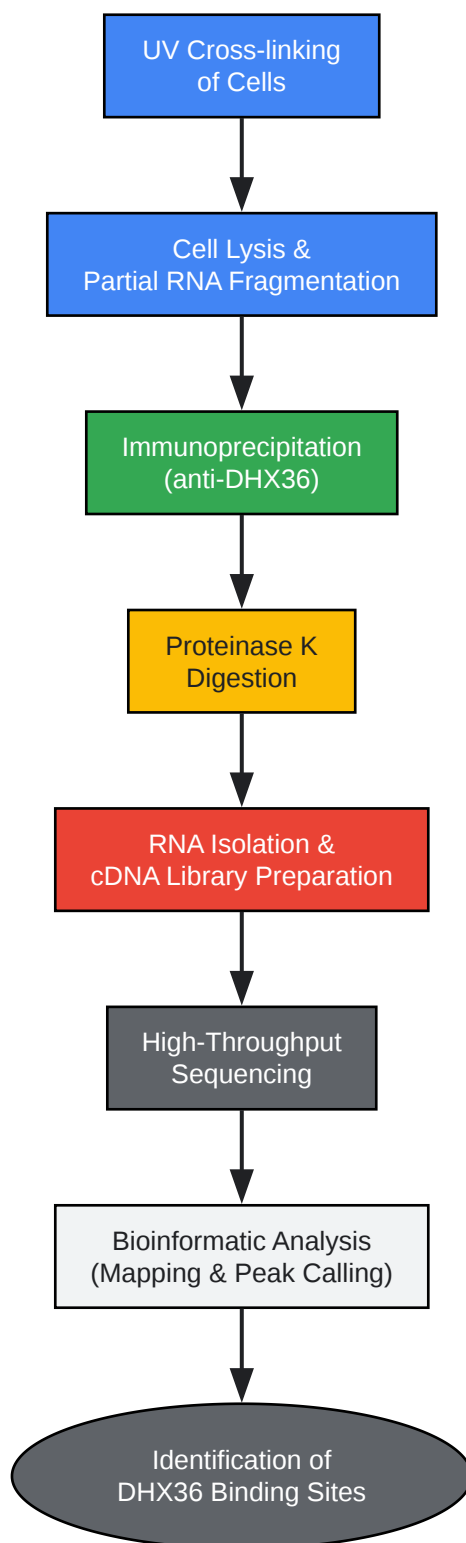 UV Cross-linking
of Cells
Cell Lysis &
Partial RNA Fragmentation
Immunoprecipitation
(anti-DHX36)
Proteinase K
Digestion
RNA Isolation &
cDNA Library Preparation
High-Throughput
Sequencing
Bioinformatic Analysis
(Mapping & Peak Calling)
Identification of
DHX36 Binding Sites